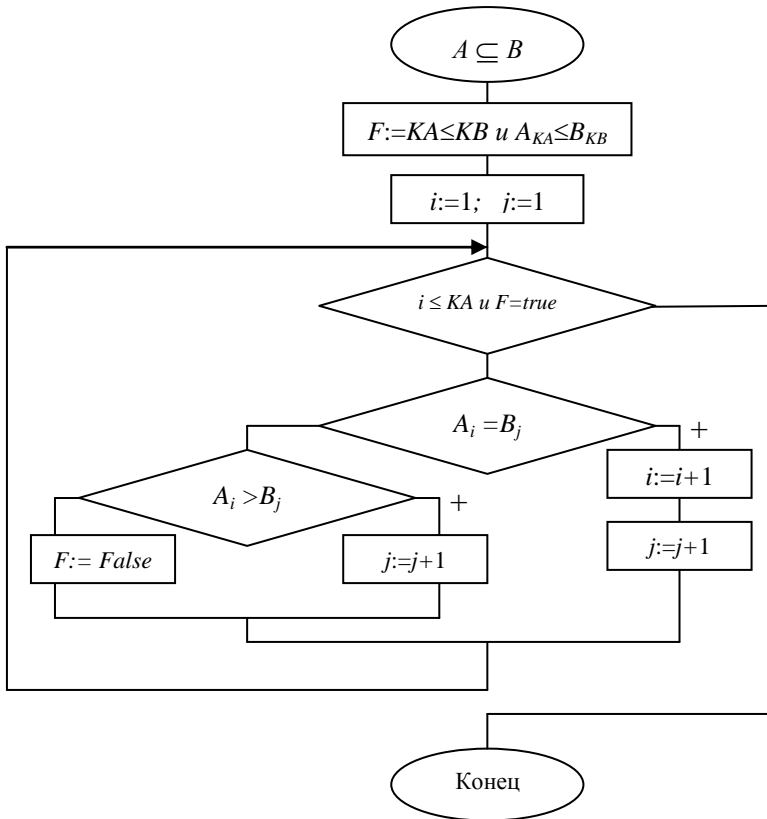 A ⊆ B
F:=KA≤KB и A_KA≤B_KB
i:=1; j:=1
i ≤ KA и F=true
A_i =B_j
+
i:=i+1
A_i >B_j
+
F:= False
j:=j+1
j:=j+1
Конец